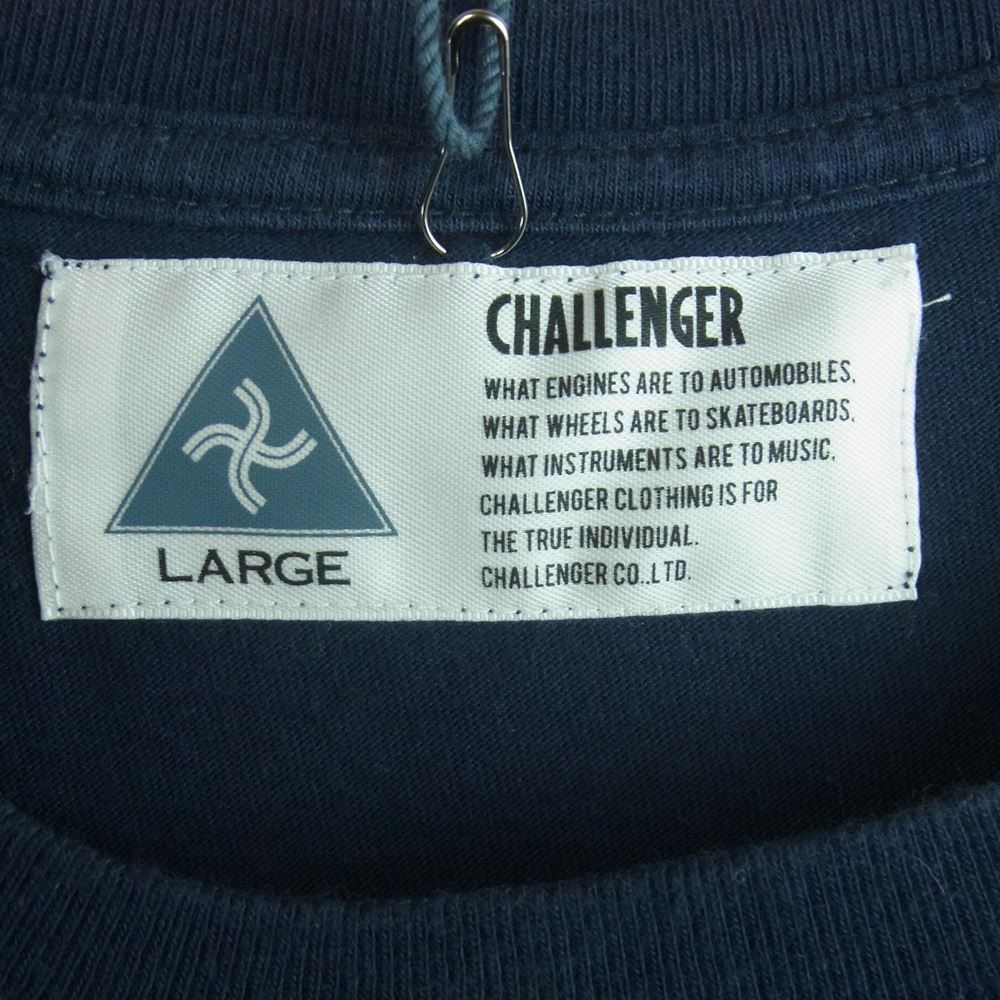 LARGE
CHALLENGER
WHAT ENGINES ARE TO AUTOMOBILES,
WHAT WHEELS ARE TO SKATEBOARDS,
WHAT INSTRUMENTS ARE TO MUSIC,
CHALLENGER CLOTHING IS FOR
THE TRUE INDIVIDUAL.
CHALLENGER CO.,LTD.